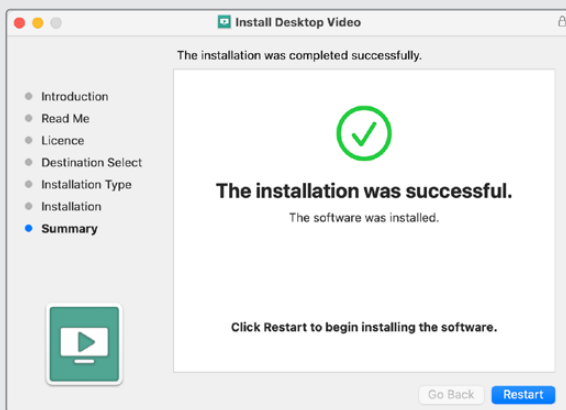 Install Desktop Video
The installation was completed successfully.
Introduction
Read Me
Licence
Destination Select
Installation Type
Installation
Summary
The installation was successful.
The software was installed.
Click Restart to begin installing the software.
Go Back
Restart